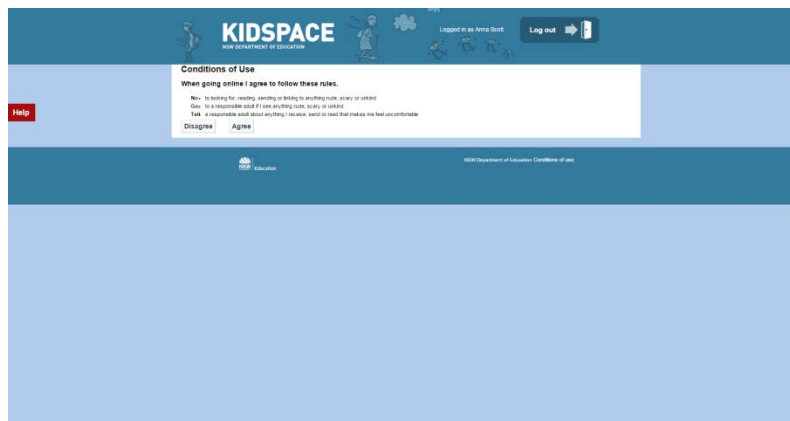 KIDSPACE
NSW DEPARTMENT OF EDUCATION
Logged in as Anna Scott
Log out
Conditions of Use
When going online I agree to follow these rules.
No • to looking for, reading, sending or linking to anything rude, scary or unkind
Go • to a responsible adult if I see anything rude, scary or unkind
Tell a responsible adult about anything I receive, send or read that makes me feel uncomfortable
Disagree Agree
Help
NSW Education
NSW Department of Education Conditions of use